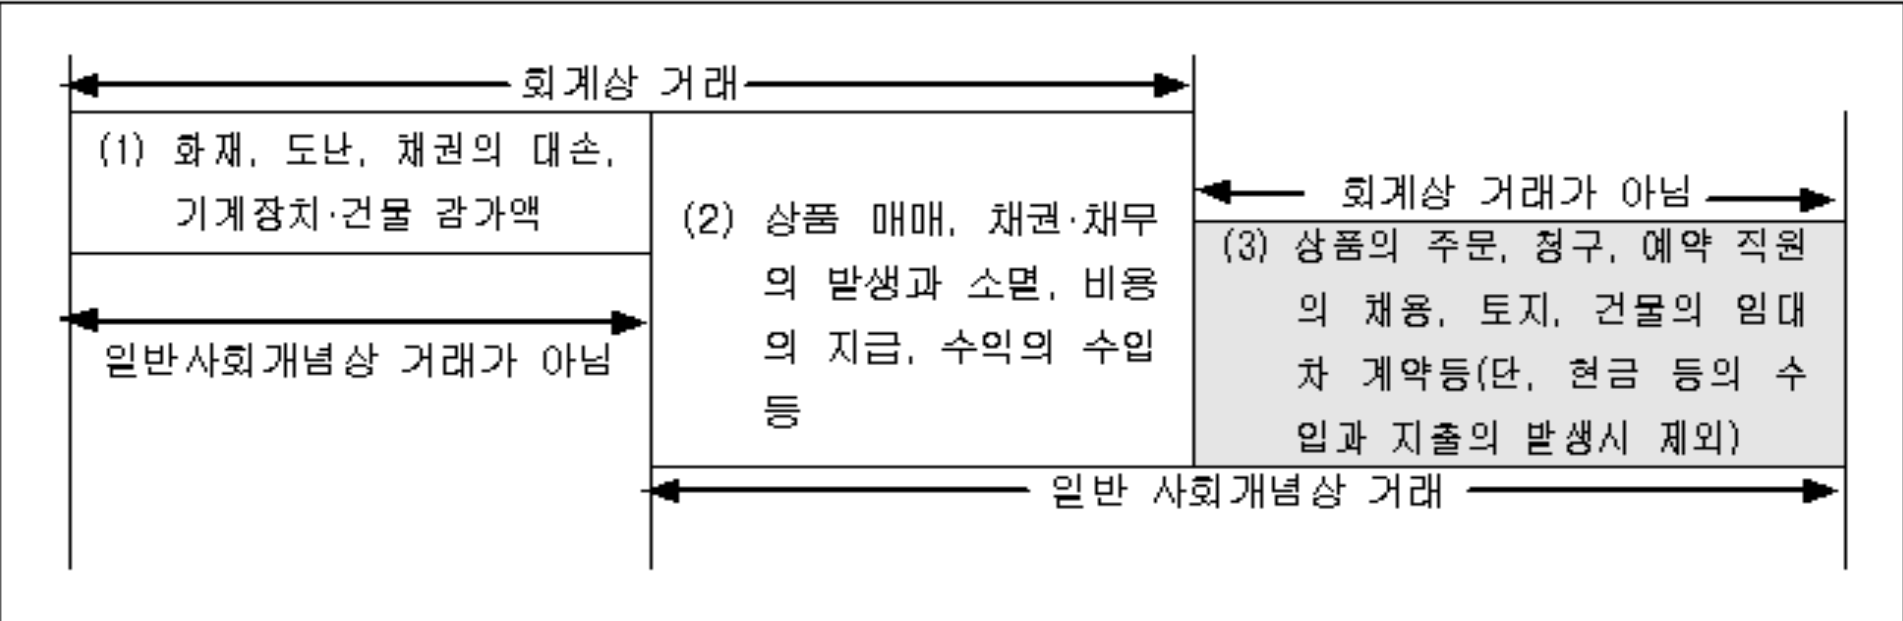 회계상 거래
(1) 화재, 도난, 채권의 대손,
기계장치·건물 감가액
일반사회개념상 거래가 아님
(2) 상품 매매, 채권·채무
의 발생과 소멸, 비용
의 지급, 수익의 수입
등
회계상 거래가 아님
(3) 상품의 주문, 청구, 예약 직원
의 채용, 토지, 건물의 임대
차 계약등(단, 현금 등의 수
입과 지출의 발생시 제외)
일반 사회개념상 거래